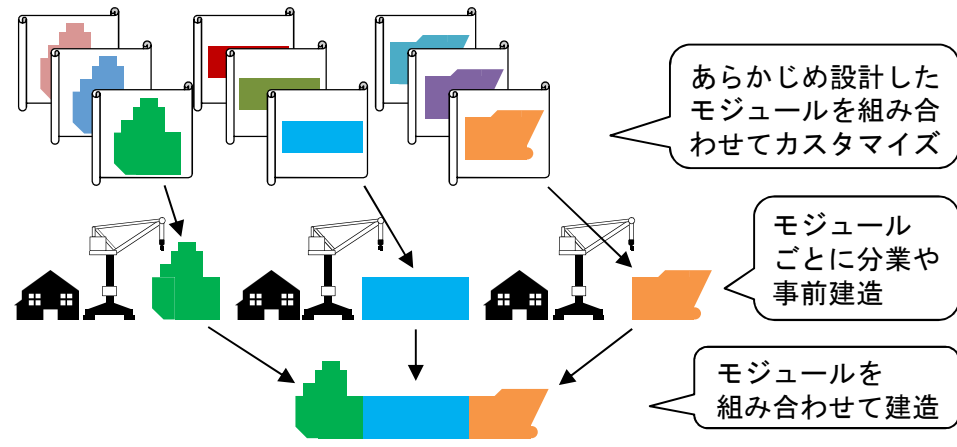 あらかじめ設計した
モジュールを組み合
わせてカスタマイズ
モジュール
ごとに分業や
事前建造
モジュールを
組み合わせて建造